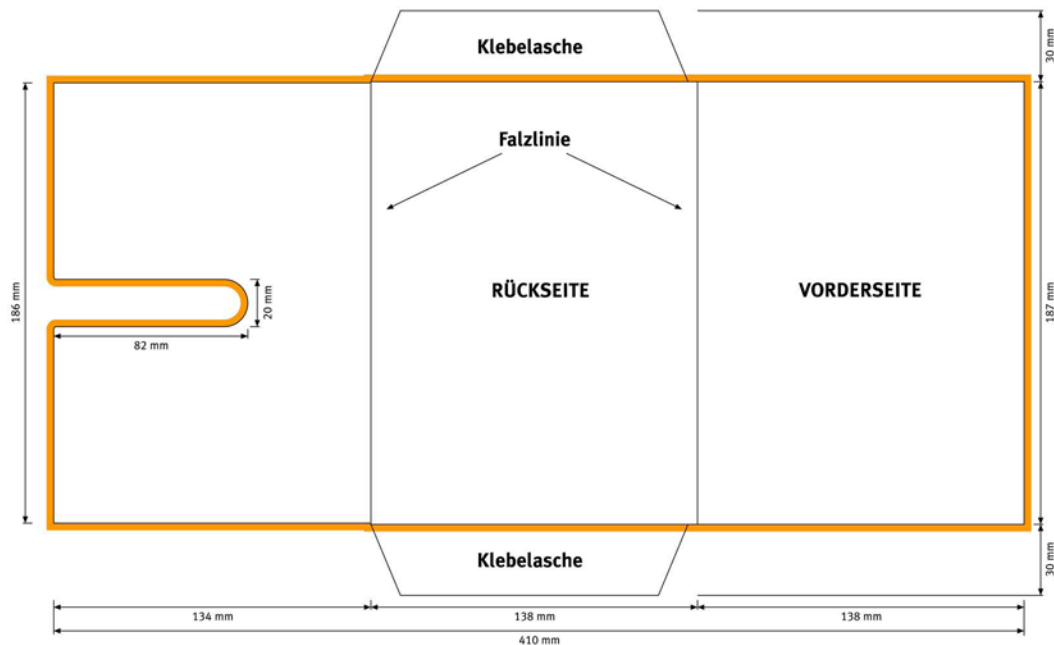 Klebelasche
30 mm
Falzlinie
186 mm
20 mm
RÜCKSEITE
VORDERSEITE
187 mm
82 mm
Klebelasche
30 mm
134 mm
138 mm
138 mm
410 mm